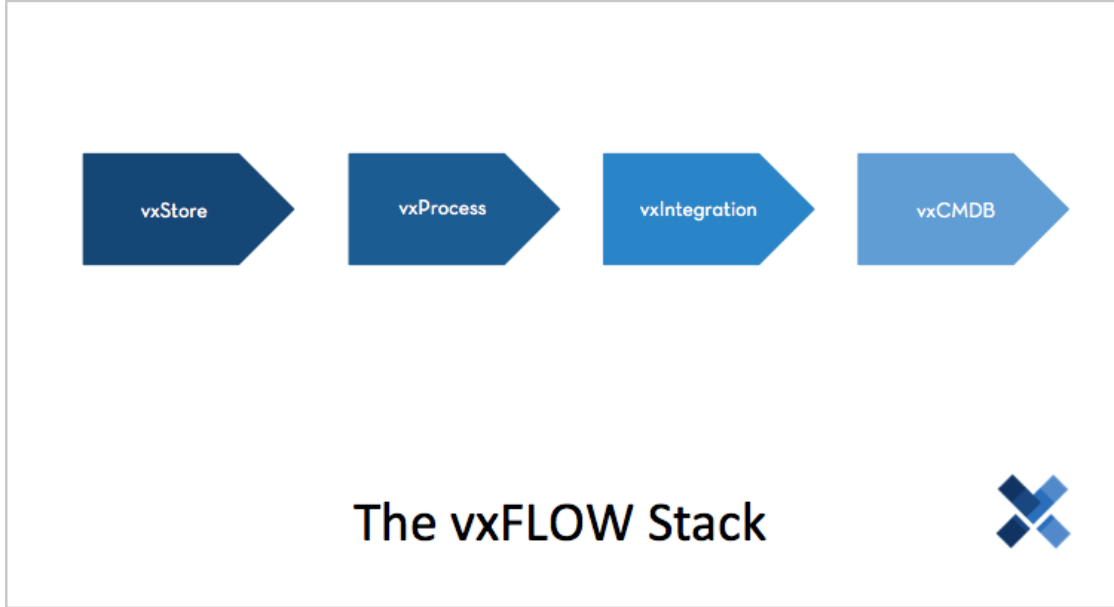 vxStore
vxProcess
vxIntegration
vxCMDB
The vxFLOW Stack